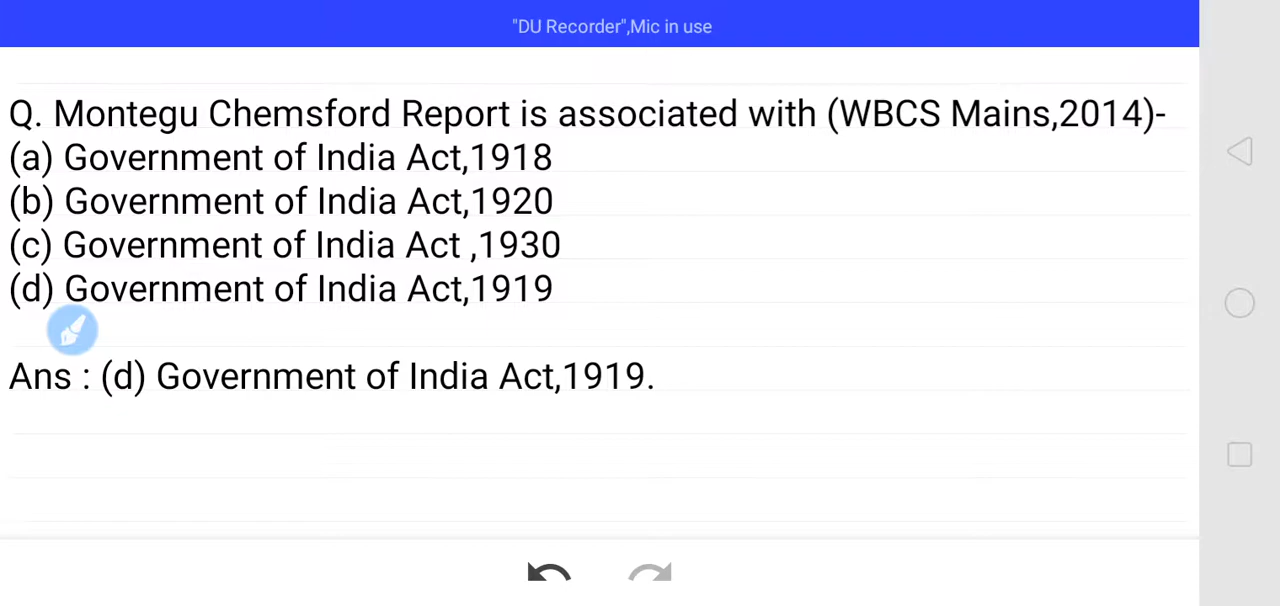 "DU Recorder",Mic in use
Q. Montegu Chemsford Report is associated with (WBCS Mains,2014)-
(a) Government of India Act,1918
(b) Government of India Act,1920
(c) Government of India Act ,1930
(d) Government of India Act,1919
Ans : (d) Government of India Act,1919.